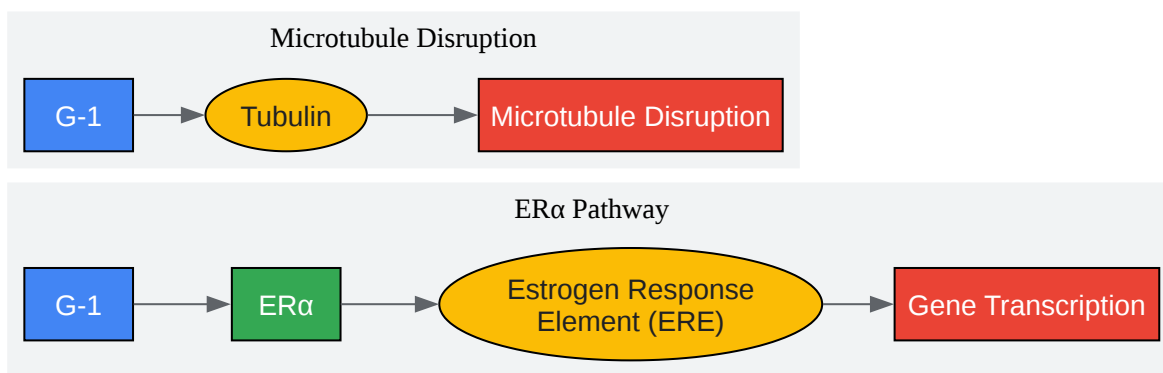 Microtubule Disruption
G-1
Tubulin
Microtubule Disruption
ERα Pathway
G-1
ERα
Estrogen Response
Element (ERE)
Gene Transcription